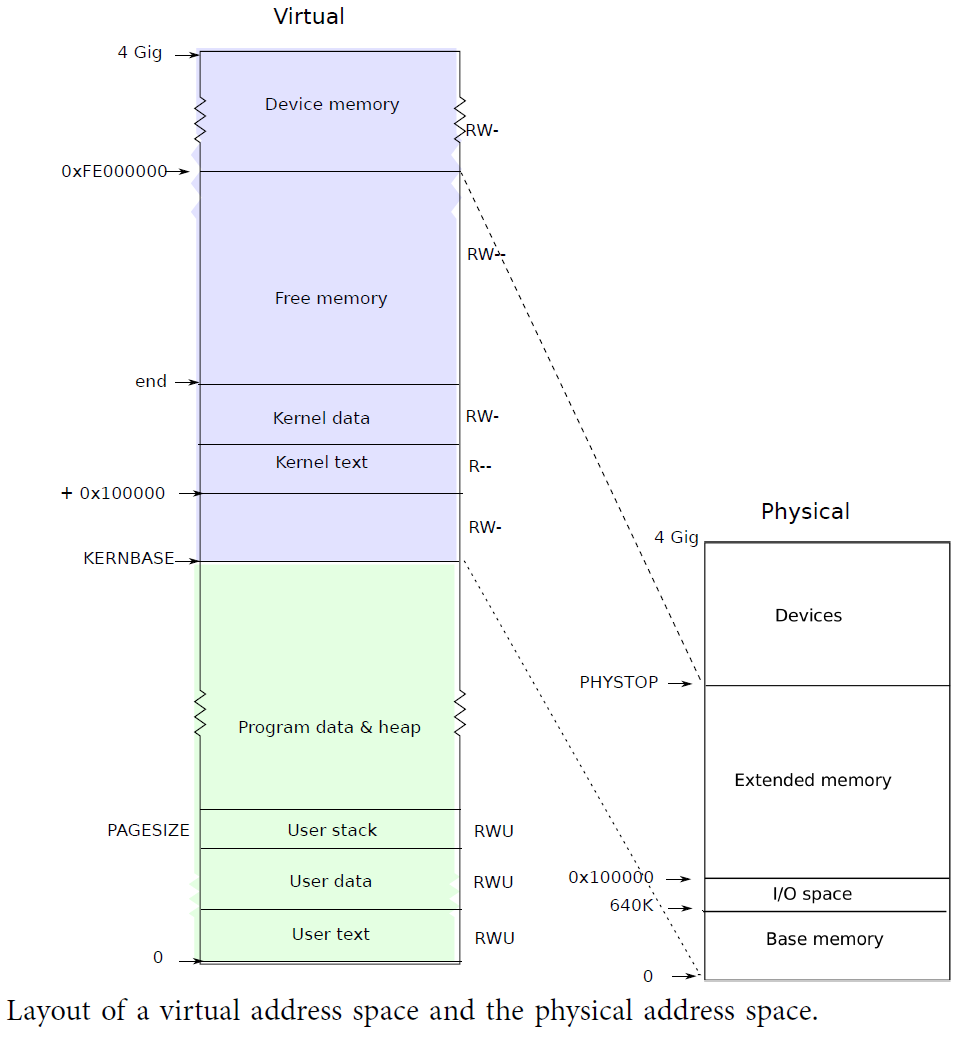 Virtual
4 Gig
Device memory
RW-
0xFE000000
RW--
Free memory
end
Kernel data
RW-
Kernel text
R--
+ 0x100000
RW-
KERNBASE
Program data & heap
PAGESIZE
User stack
RWU
User data
RWU
User text
RWU
0
Physical
4 Gig
Devices
PHYSTOP
Extended memory
0x100000
I/O space
640K
Base memory
0
Layout of a virtual address space and the physical address space.